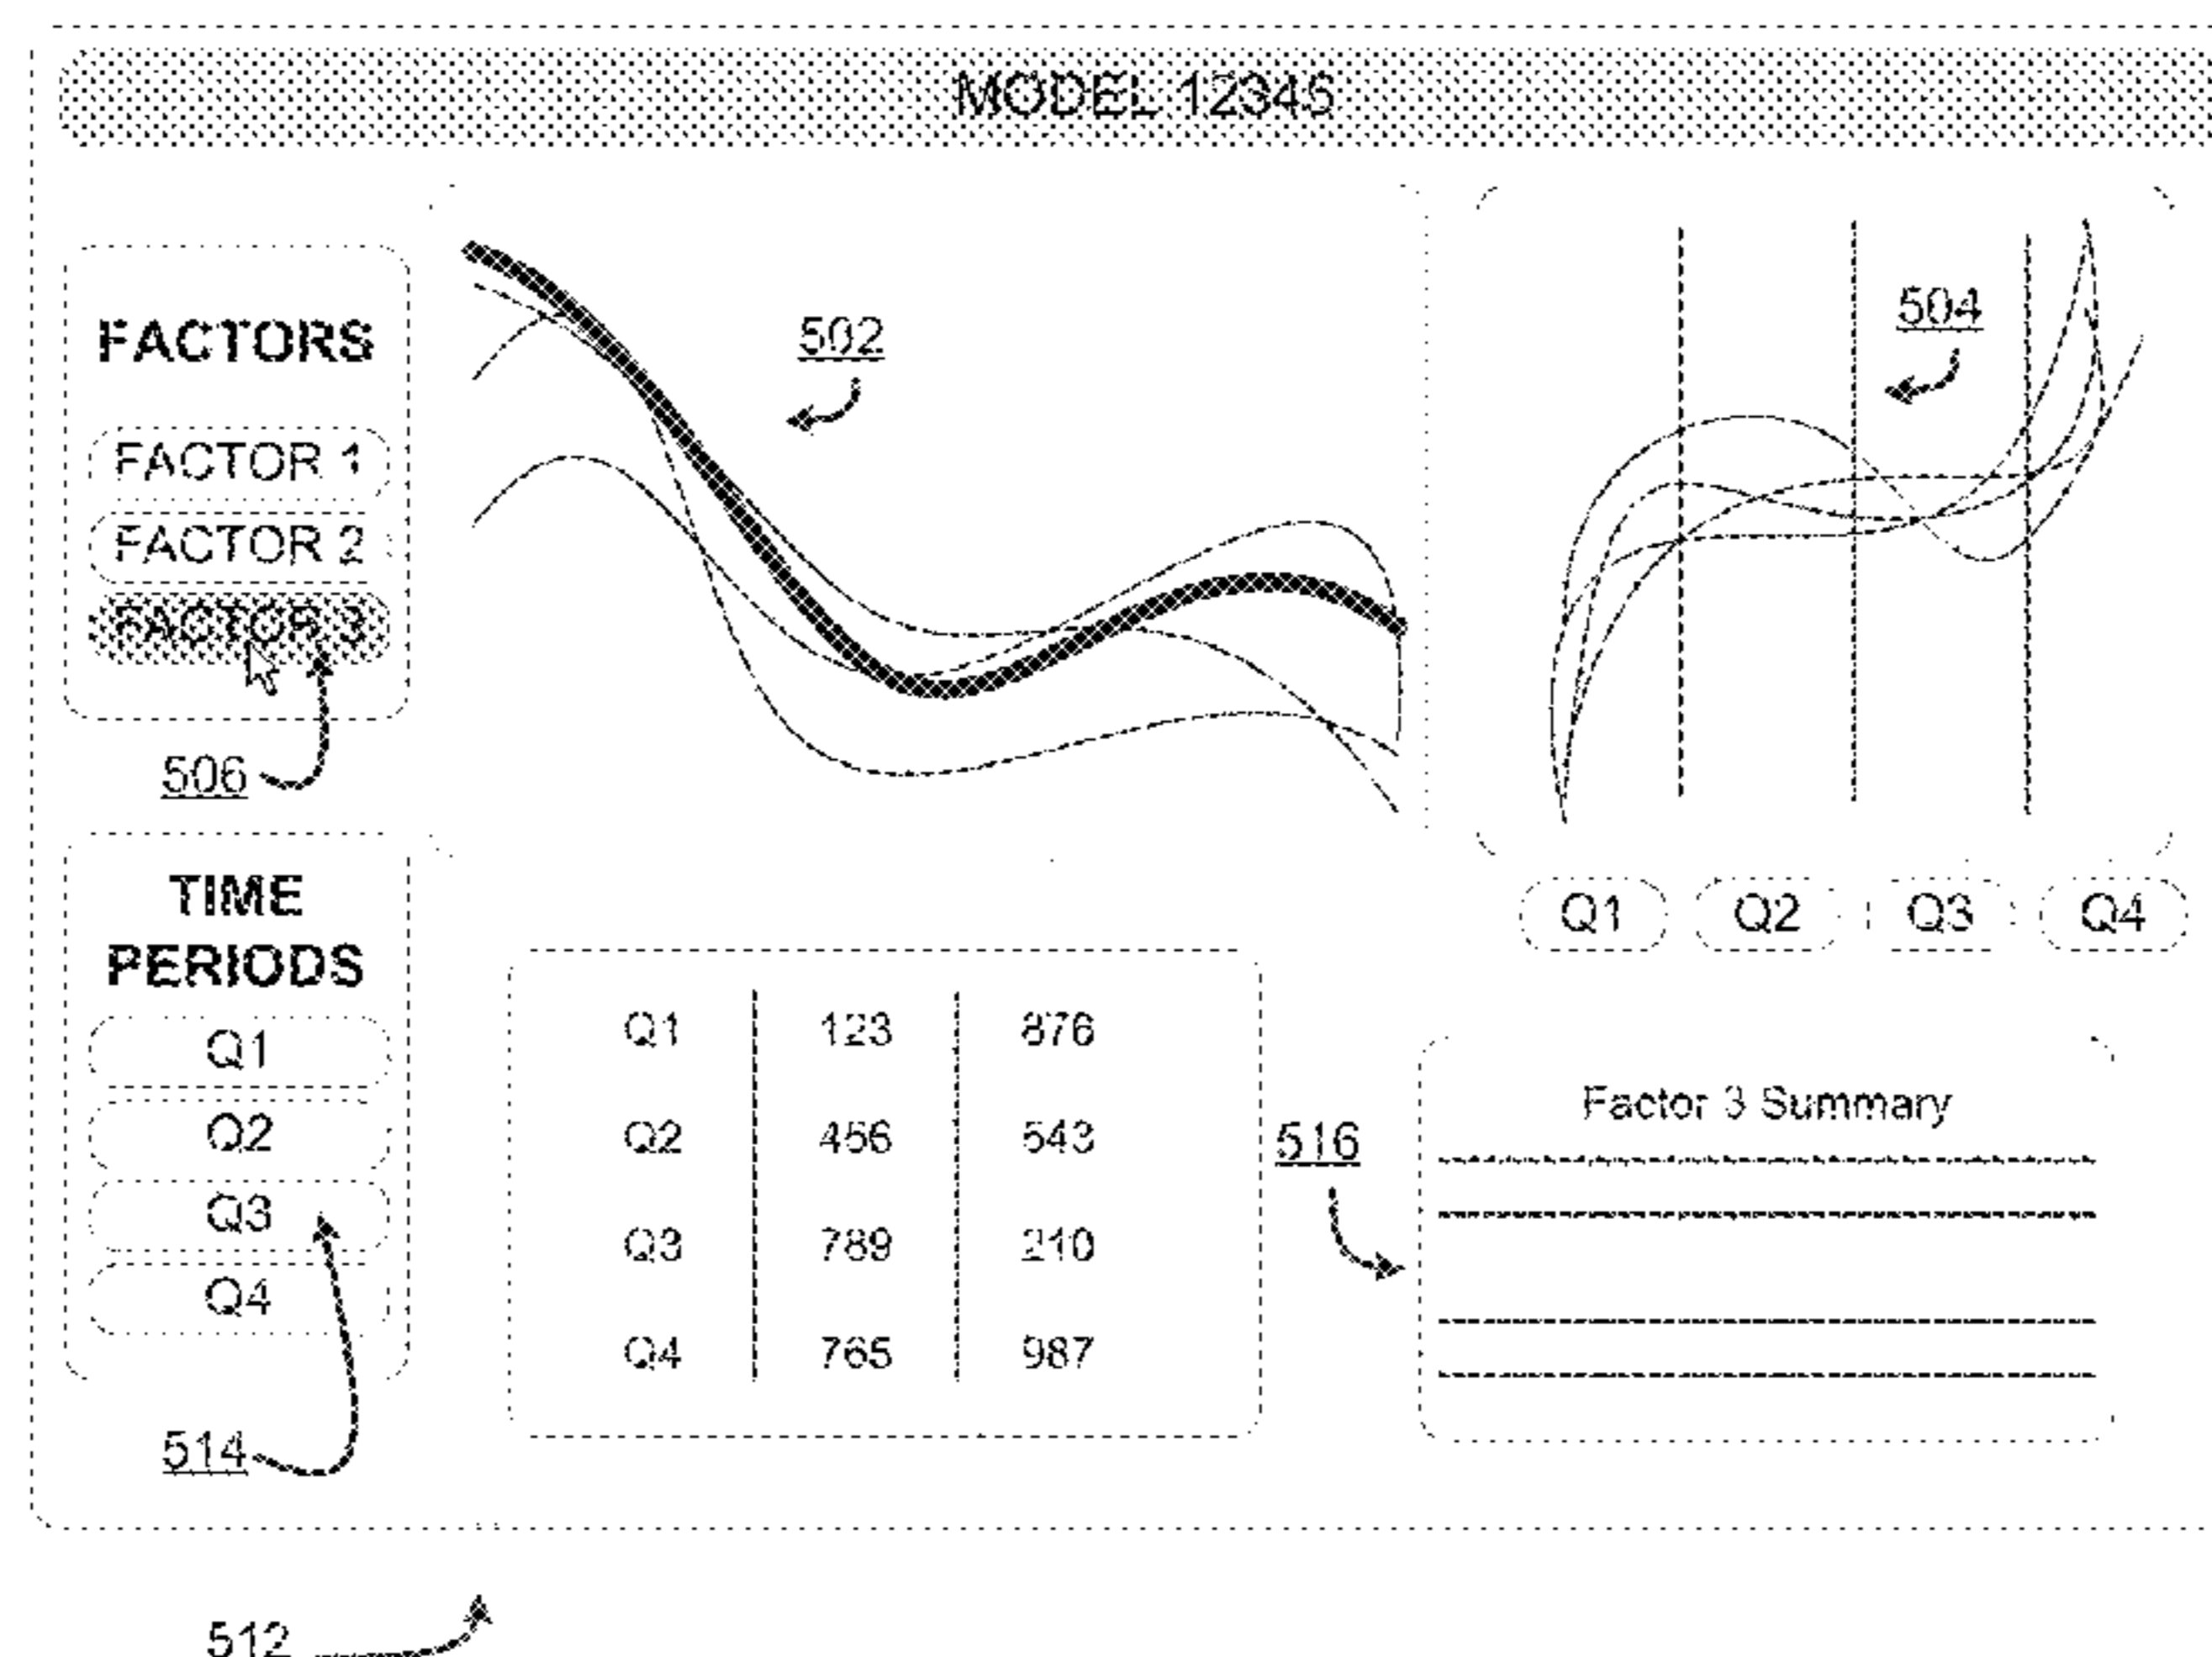 MODEL 12345
FACTORS
FACTOR 1
FACTOR 2
FACTOR 3
506
502
504
TIME
PERIODS
Q1
Q2
Q3
Q4
514
Q1 Q2 Q3 Q4
Q1 123 876
Q2 456 543
Q3 789 210
Q4 765 987
516
Factor 3 Summary
512